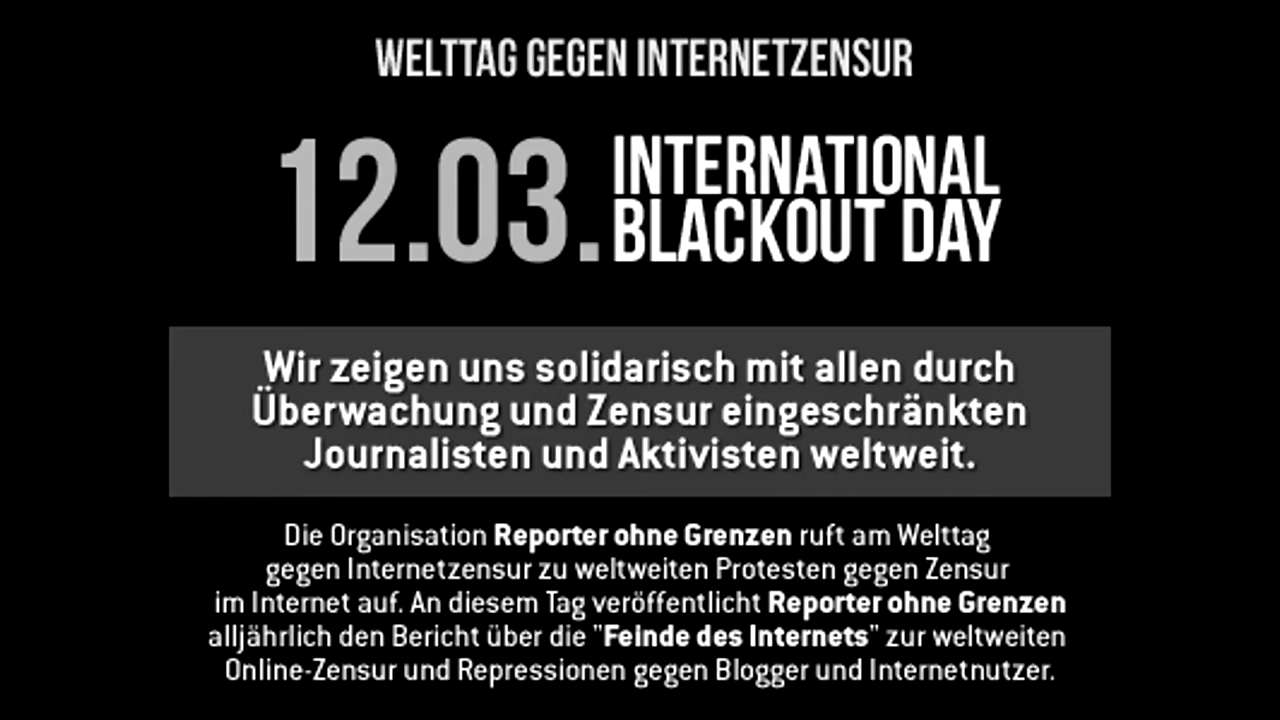 WELTTAG GEGEN INTERNETZENSUR
12.03. INTERNATIONAL
BLACKOUT DAY
Wir zeigen uns solidarisch mit allen durch
Überwachung und Zensur eingeschränkten
Journalisten und Aktivisten weltweit.
Die Organisation Reporter ohne Grenzen ruft am Welttag
gegen Internetzensur zu weltweiten Protesten gegen Zensur
im Internet auf. An diesem Tag veröffentlicht Reporter ohne Grenzen
alljährlich den Bericht über die "Feinde des Internets" zur weltweiten
Online-Zensur und Repressionen gegen Blogger und Internetnutzer.